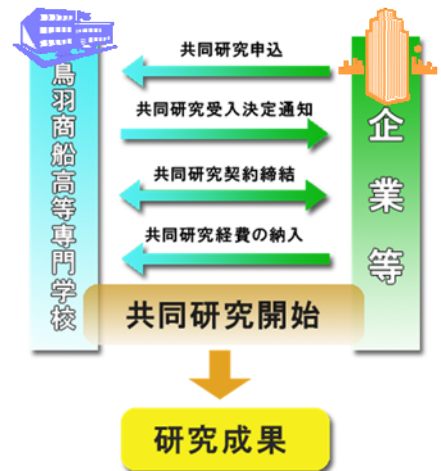 共同研究申込
共同研究受入決定通知
共同研究契約締結
共同研究経費の納入
鳥羽商船高等専門学校
企業等
共同研究開始
研究成果